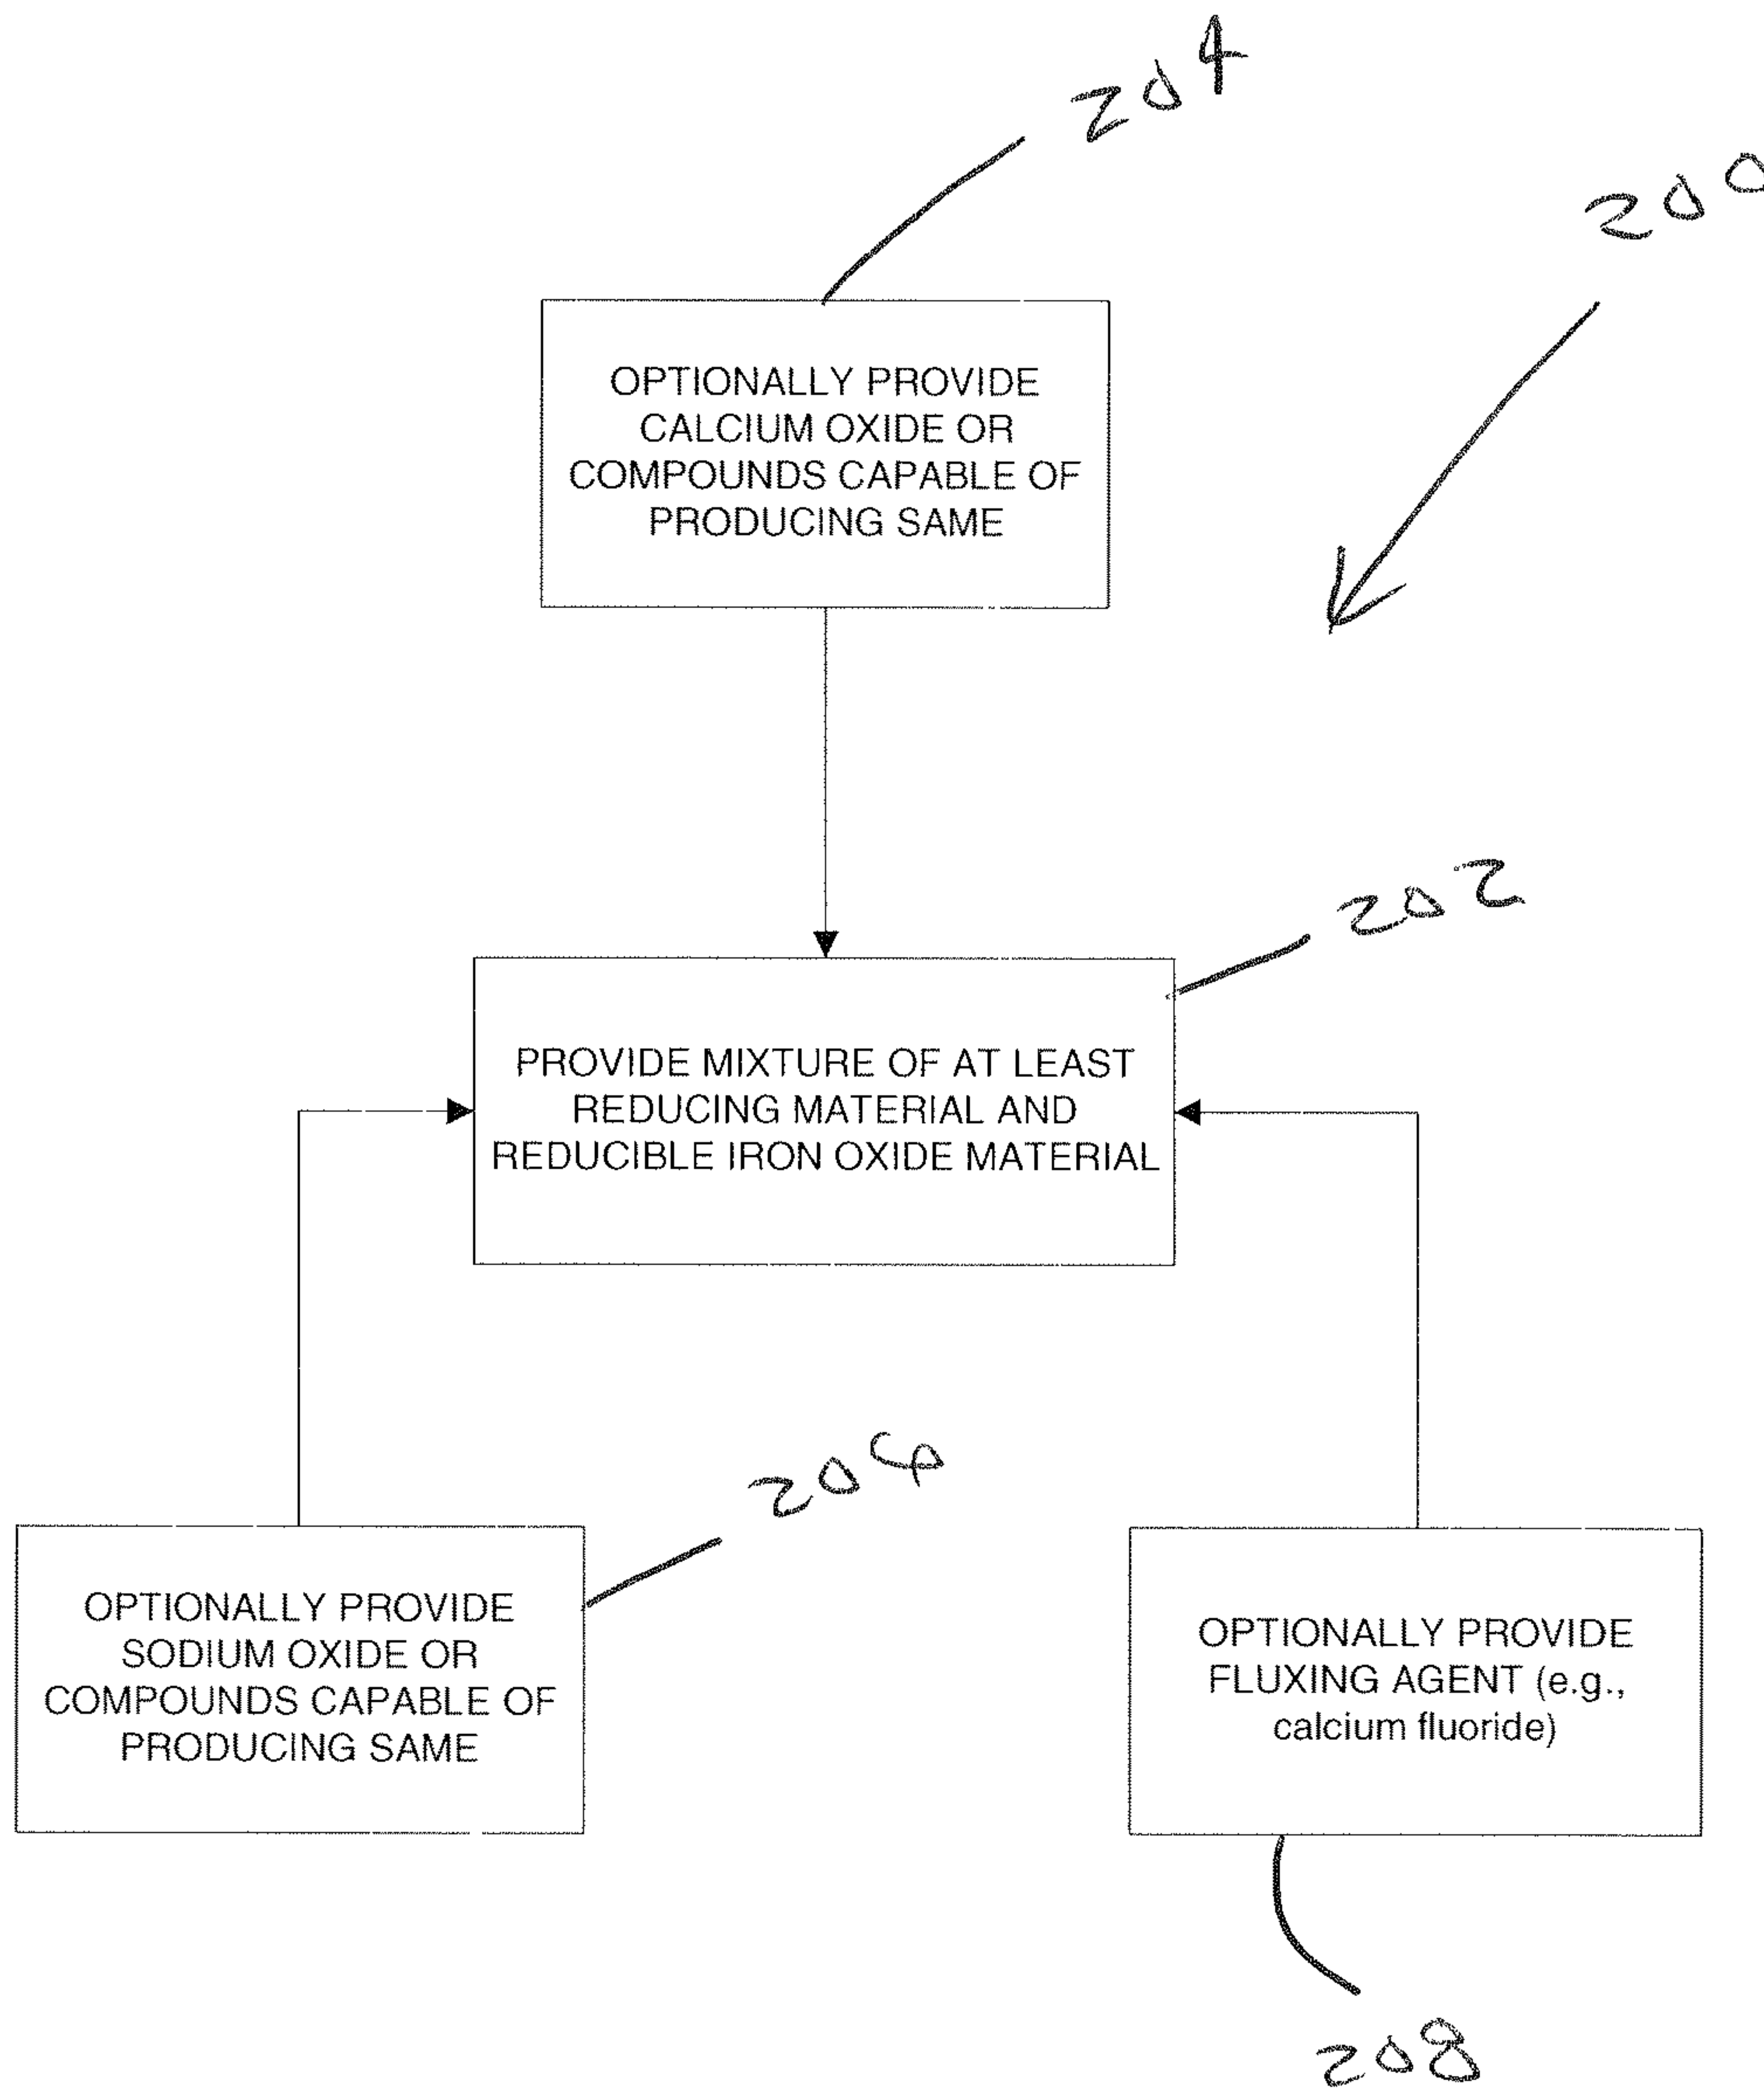 204
200
OPTIONALLY PROVIDE
CALCIUM OXIDE OR
COMPOUNDS CAPABLE OF
PRODUCING SAME
202
PROVIDE MIXTURE OF AT LEAST
REDUCING MATERIAL AND
REDUCIBLE IRON OXIDE MATERIAL
206
OPTIONALLY PROVIDE
SODIUM OXIDE OR
COMPOUNDS CAPABLE OF
PRODUCING SAME
OPTIONALLY PROVIDE
FLUXING AGENT (e.g.,
calcium fluoride)
208